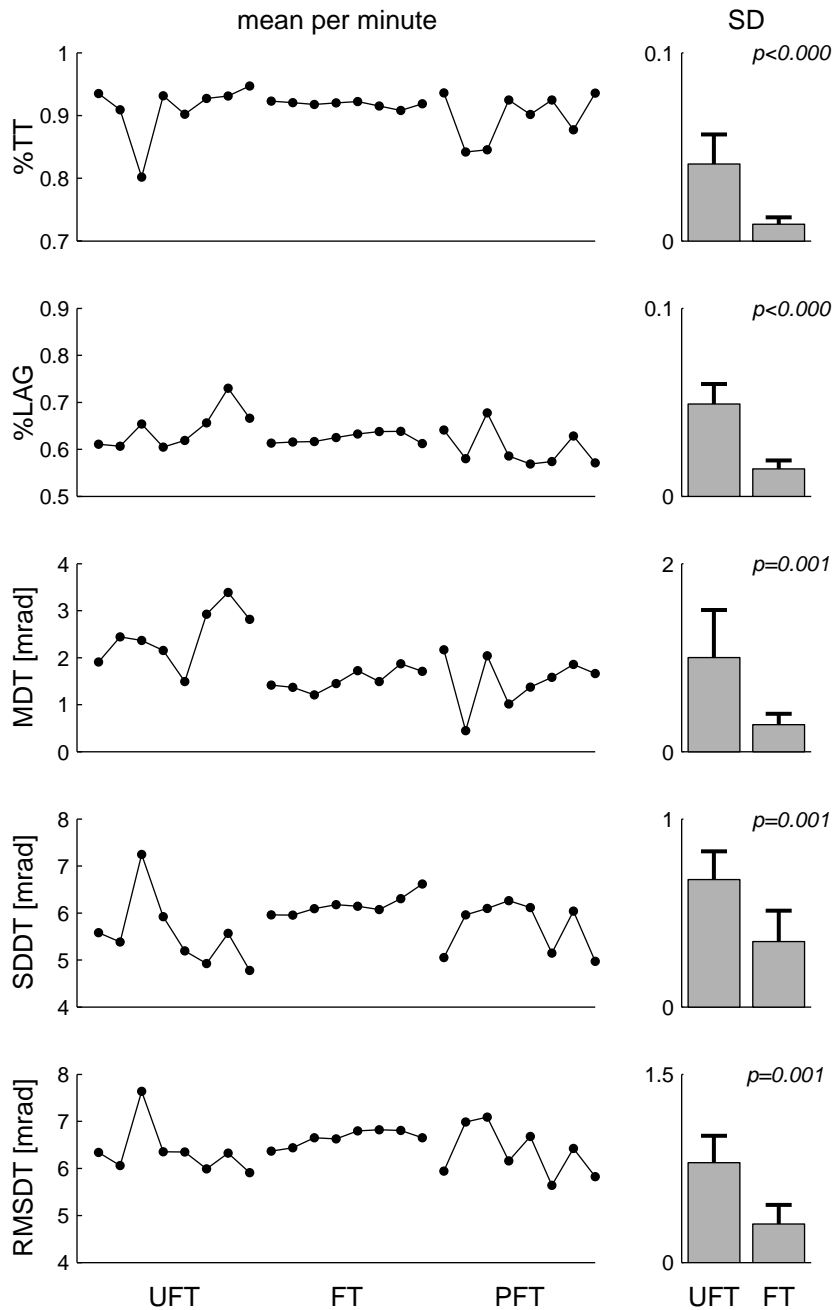 mean per minute SD
1 0.1 p<0.000
0.9
%TT
0.8
0.7 0
0.9 0.1 p<0.000
0.8
%LAG
0.7
0.6
0.5 0
4 2 p=0.001
3
MDT [mrad]
2
1
0 0
8 1 p=0.001
7
SDDT [mrad]
6
5
4 0
8 1.5 p=0.001
7
RMSDT [mrad]
6
5
4 0
UFT FT PFT UFT FT